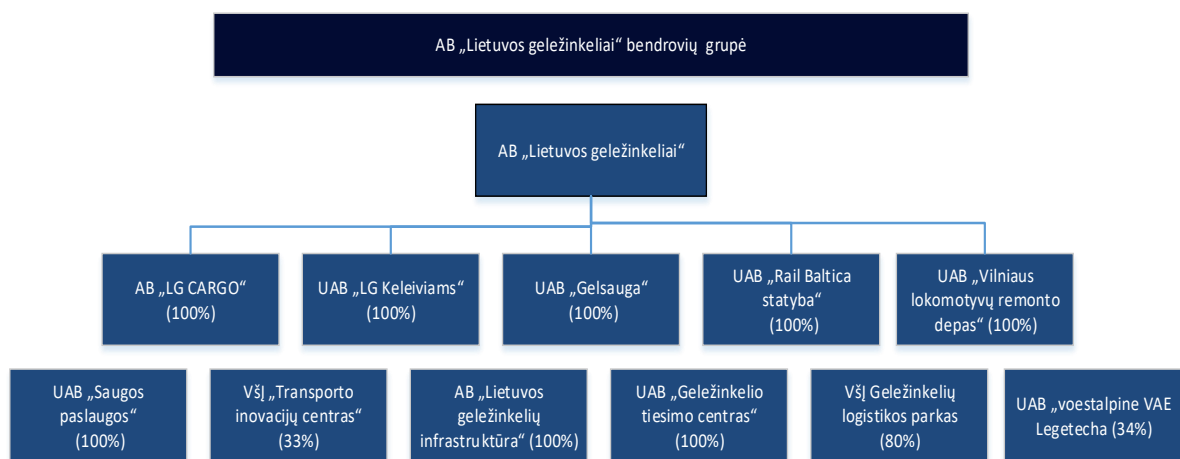 AB „Lietuvos geležinkeliai“ bendrovių grupė
AB „Lietuvos geležinkeliai“
AB „LG CARGO“
(100%)
UAB „LG Keleiviams“
(100%)
UAB „Gelsauga“
(100%)
UAB „Rail Baltica
statyba“
(100%)
UAB „Vilniaus
lokomotyvų remonto
depas“ (100%)
UAB „Saugos
paslaugos“
(100%)
VšĮ „Transporto
inovacijų centras“
(33%)
AB „Lietuvos
geležinkelių
infrastruktūra“ (100%)
UAB „Geležinkelio
tiesimo centras“
(100%)
VšĮ Geležinkelių
logistikos parkas
(80%)
UAB „voestalpine VAE
Legetecha (34%)